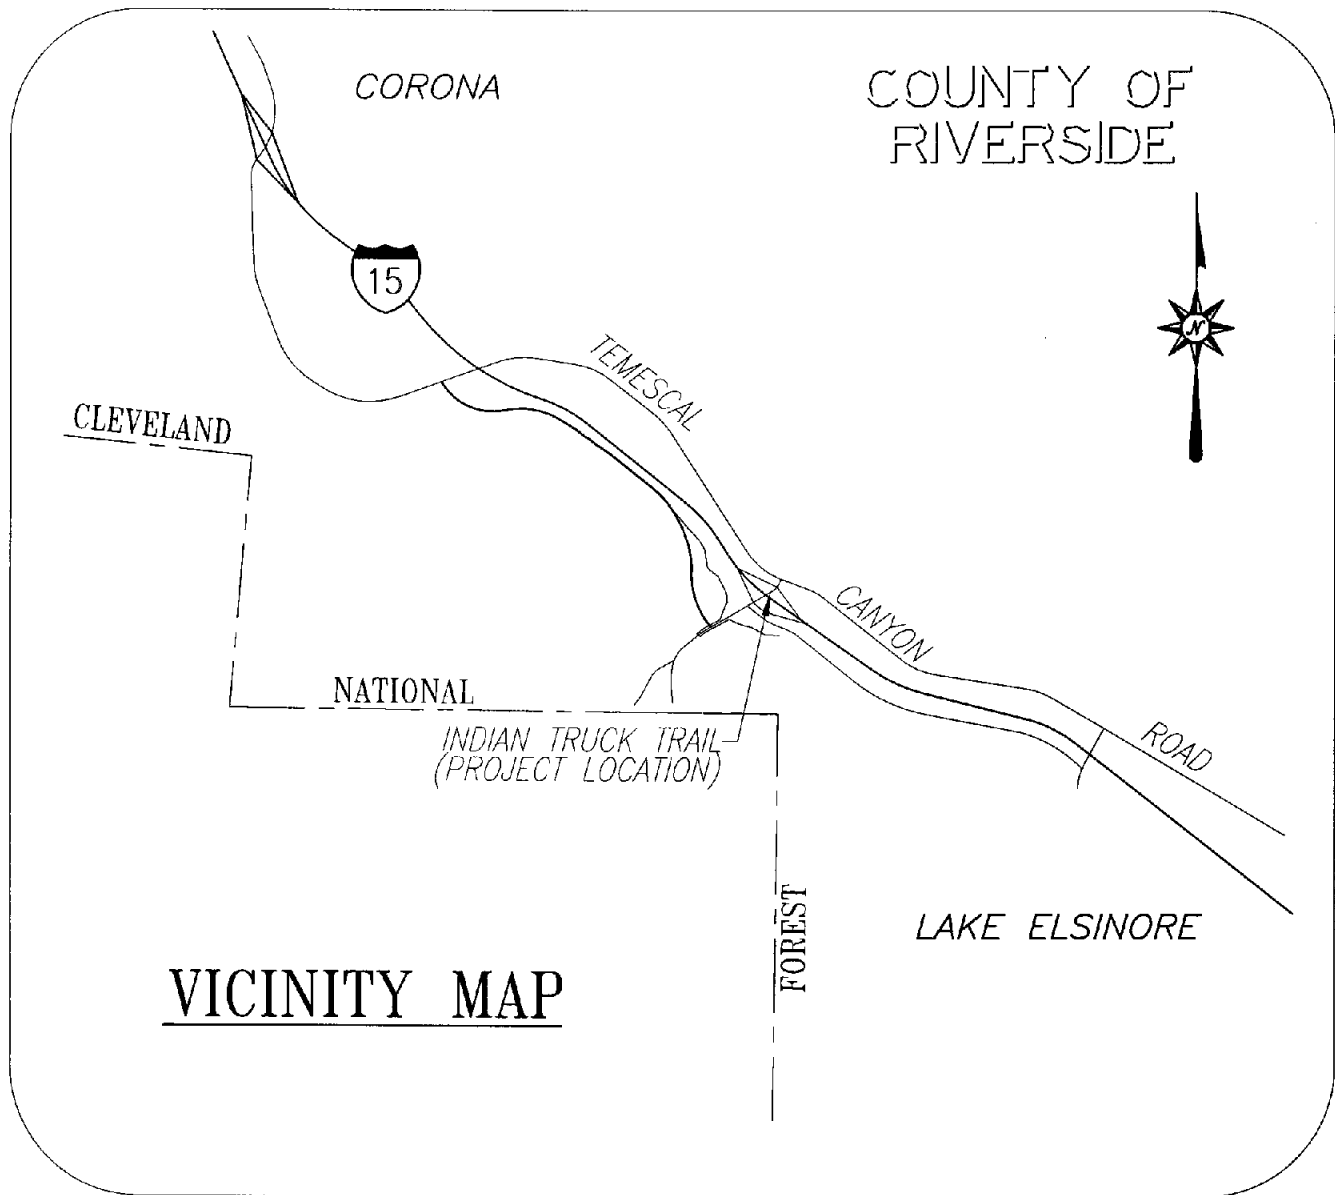 CORONA
COUNTY OF
RIVERSIDE
15
TEMESCAL
N
CLEVELAND
CANYON
NATIONAL
INDIAN TRUCK TRAIL
(PROJECT LOCATION)
ROAD
FOREST
LAKE ELSINORE
VICINITY MAP